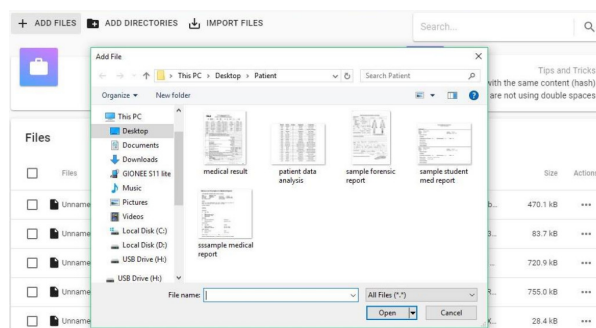 ADD FILES ADD DIRECTORIES IMPORT FILES
Search...
Tips and Tricks
with the same content (hash)
are not using double spaces
Add File
This PC > Desktop > Patient
Search Patient
Organize New folder
This PC
Desktop
Documents
Downloads
GIONEE S11 lite
Music
Pictures
Videos
Local Disk (C:)
Local Disk (D:)
USB Drive (H:)
USB Drive (H:)
medical result
patient data
analysis
sample forensic
report
sample student
med report
sssample medical
report
File name:
All Files (*.*)
Open Cancel
Files
Files Size Actions
Unname 470.1 kB
Unname 83.7 kB
Unname 720.9 kB
Unname 755.0 kB
Unname 28.4 kB